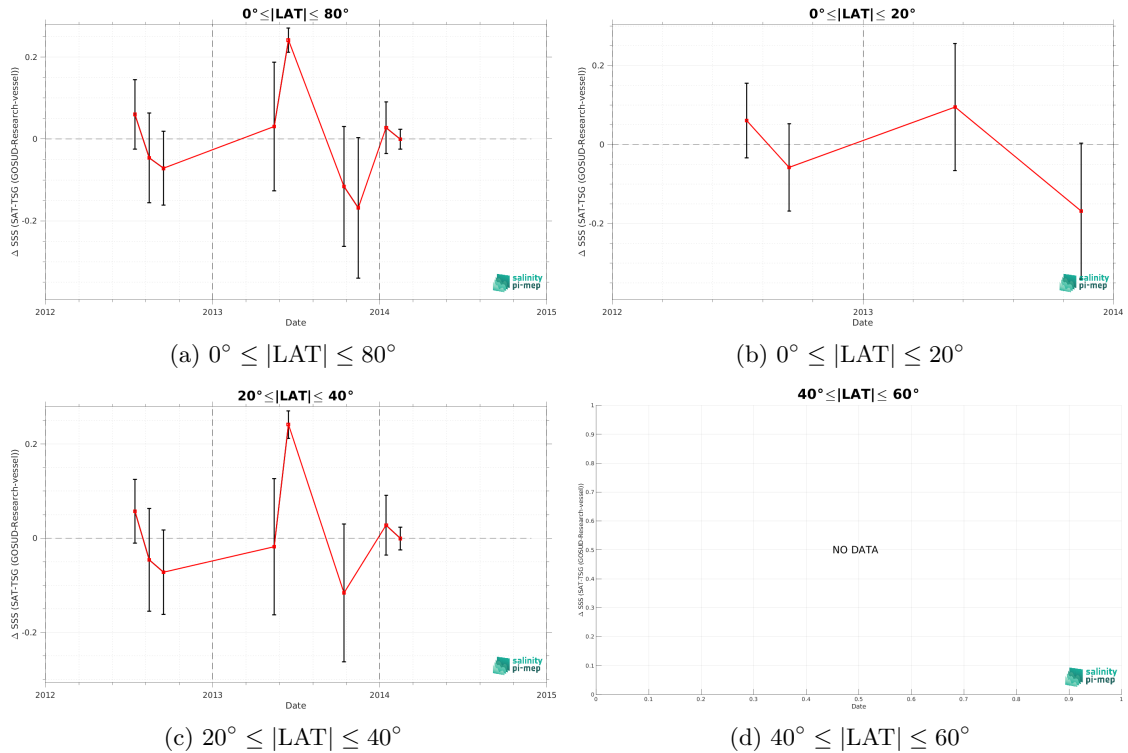 0°≤|LAT|≤ 80°
Δ SSS (SAT-TSG (GOSUD-Research-vessel))
0.2
0
-0.2
2012
2013
2014
2015
Date
salinity
pi-mep
(a) 0° ≤ |LAT| ≤ 80°
0°≤|LAT|≤ 20°
Δ SSS (SAT-TSG (GOSUD-Research-vessel))
0.2
0
-0.2
2012
2013
2014
Date
salinity
pi-mep
(b) 0° ≤ |LAT| ≤ 20°
20°≤|LAT|≤ 40°
Δ SSS (SAT-TSG (GOSUD-Research-vessel))
0.2
0
-0.2
2012
2013
2014
2015
Date
salinity
pi-mep
(c) 20° ≤ |LAT| ≤ 40°
40°≤|LAT|≤ 60°
Δ SSS (SAT-TSG (GOSUD-Research-vessel))
1
0.9
0.8
0.7
0.6
0.5
0.4
0.3
0.2
0.1
0
NO DATA
0
0.1
0.2
0.3
0.4
0.5
0.6
0.7
0.8
0.9
1
Date
salinity
pi-mep
(d) 40° ≤ |LAT| ≤ 60°